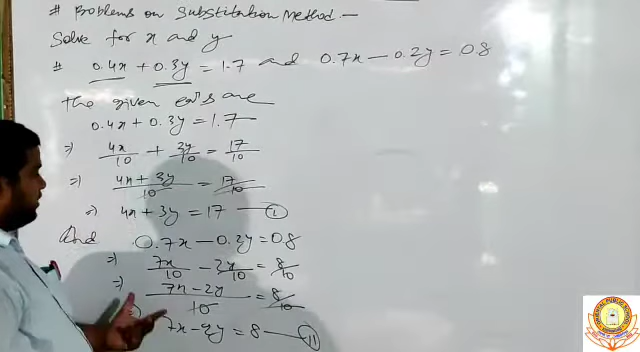 # Problems on Substitution Method. —
Solve for x and y
# 0.4x + 0.3y = 1.7 and 0.7x — 0.2y = 0.8
The given eqs are
0.4x + 0.3y = 1.7
⇒ 4x/10 + 3y/10 = 17/10
⇒ 4x + 3y/10 = 17/10
⇒ 4x + 3y = 17 — I
And 0.7x — 0.2y = 0.8
⇒ 7x/10 — 2y/10 = 8/10
⇒ 7x — 2y/10 = 8/10
7x — 2y = 8 — II